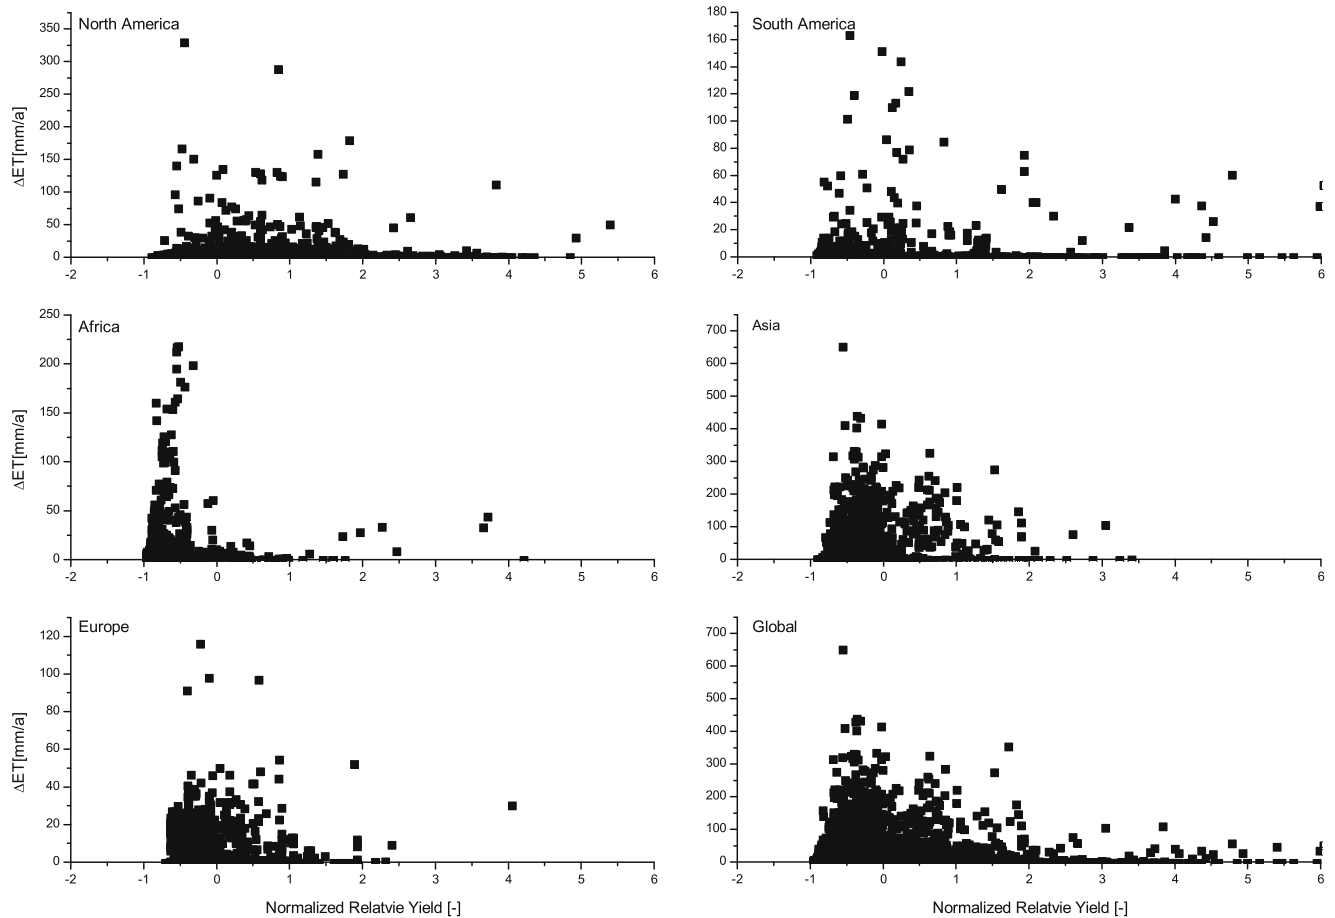 North America
ΔET[mm/a]
350
300
250
200
150
100
50
0
-2 -1 0 1 2 3 4 5 6
South America
180
160
140
120
100
80
60
40
20
0
-2 -1 0 1 2 3 4 5 6
Africa
ΔET[mm/a]
250
200
150
100
50
0
-2 -1 0 1 2 3 4 5 6
Asia
700
600
500
400
300
200
100
0
-2 -1 0 1 2 3 4 5 6
Europe
ΔET[mm/a]
120
100
80
60
40
20
0
-2 -1 0 1 2 3 4 5 6
Normalized Relatvie Yield [-]
Global
700
600
500
400
300
200
100
0
-2 -1 0 1 2 3 4 5 6
Normalized Relatvie Yield [-]